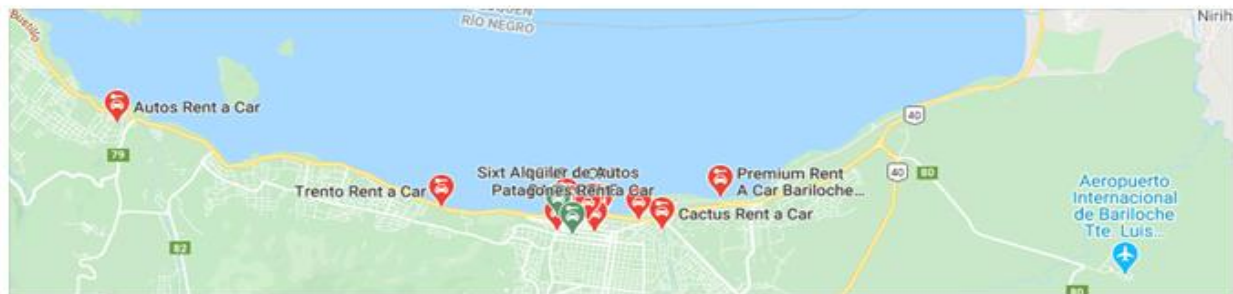 RÍO NEGRO
Nirih
Bustillo
Autos Rent a Car
79
40
Sixt Alquiler de Autos
Patagones Rent a Car
Premium Rent
A Car Bariloche...
Trento Rent a Car
Cactus Rent a Car
40
80
Aeropuerto
Internacional
de Bariloche
Tte. Luis...
82
80